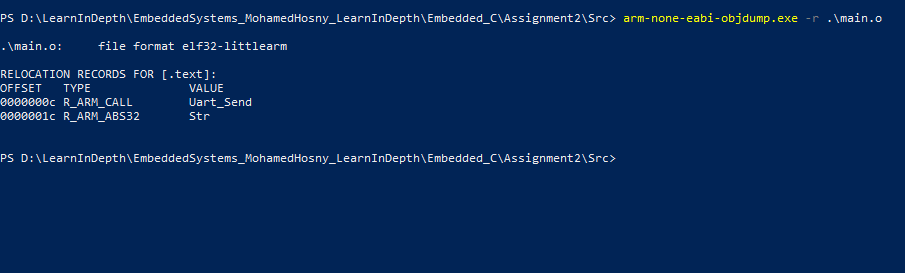 PS D:\LearnInDepth\EmbeddedSystems_MohamedHosny_LearnInDepth\Embedded_C\Assignment2\Src> arm-none-eabi-objdump.exe -r .\main.o
.\main.o:     file format elf32-littlearm
RELOCATION RECORDS FOR [.text]:
OFFSET   TYPE              VALUE
0000000c R_ARM_CALL        Uart_Send
0000001c R_ARM_ABS32       Str
PS D:\LearnInDepth\EmbeddedSystems_MohamedHosny_LearnInDepth\Embedded_C\Assignment2\Src>